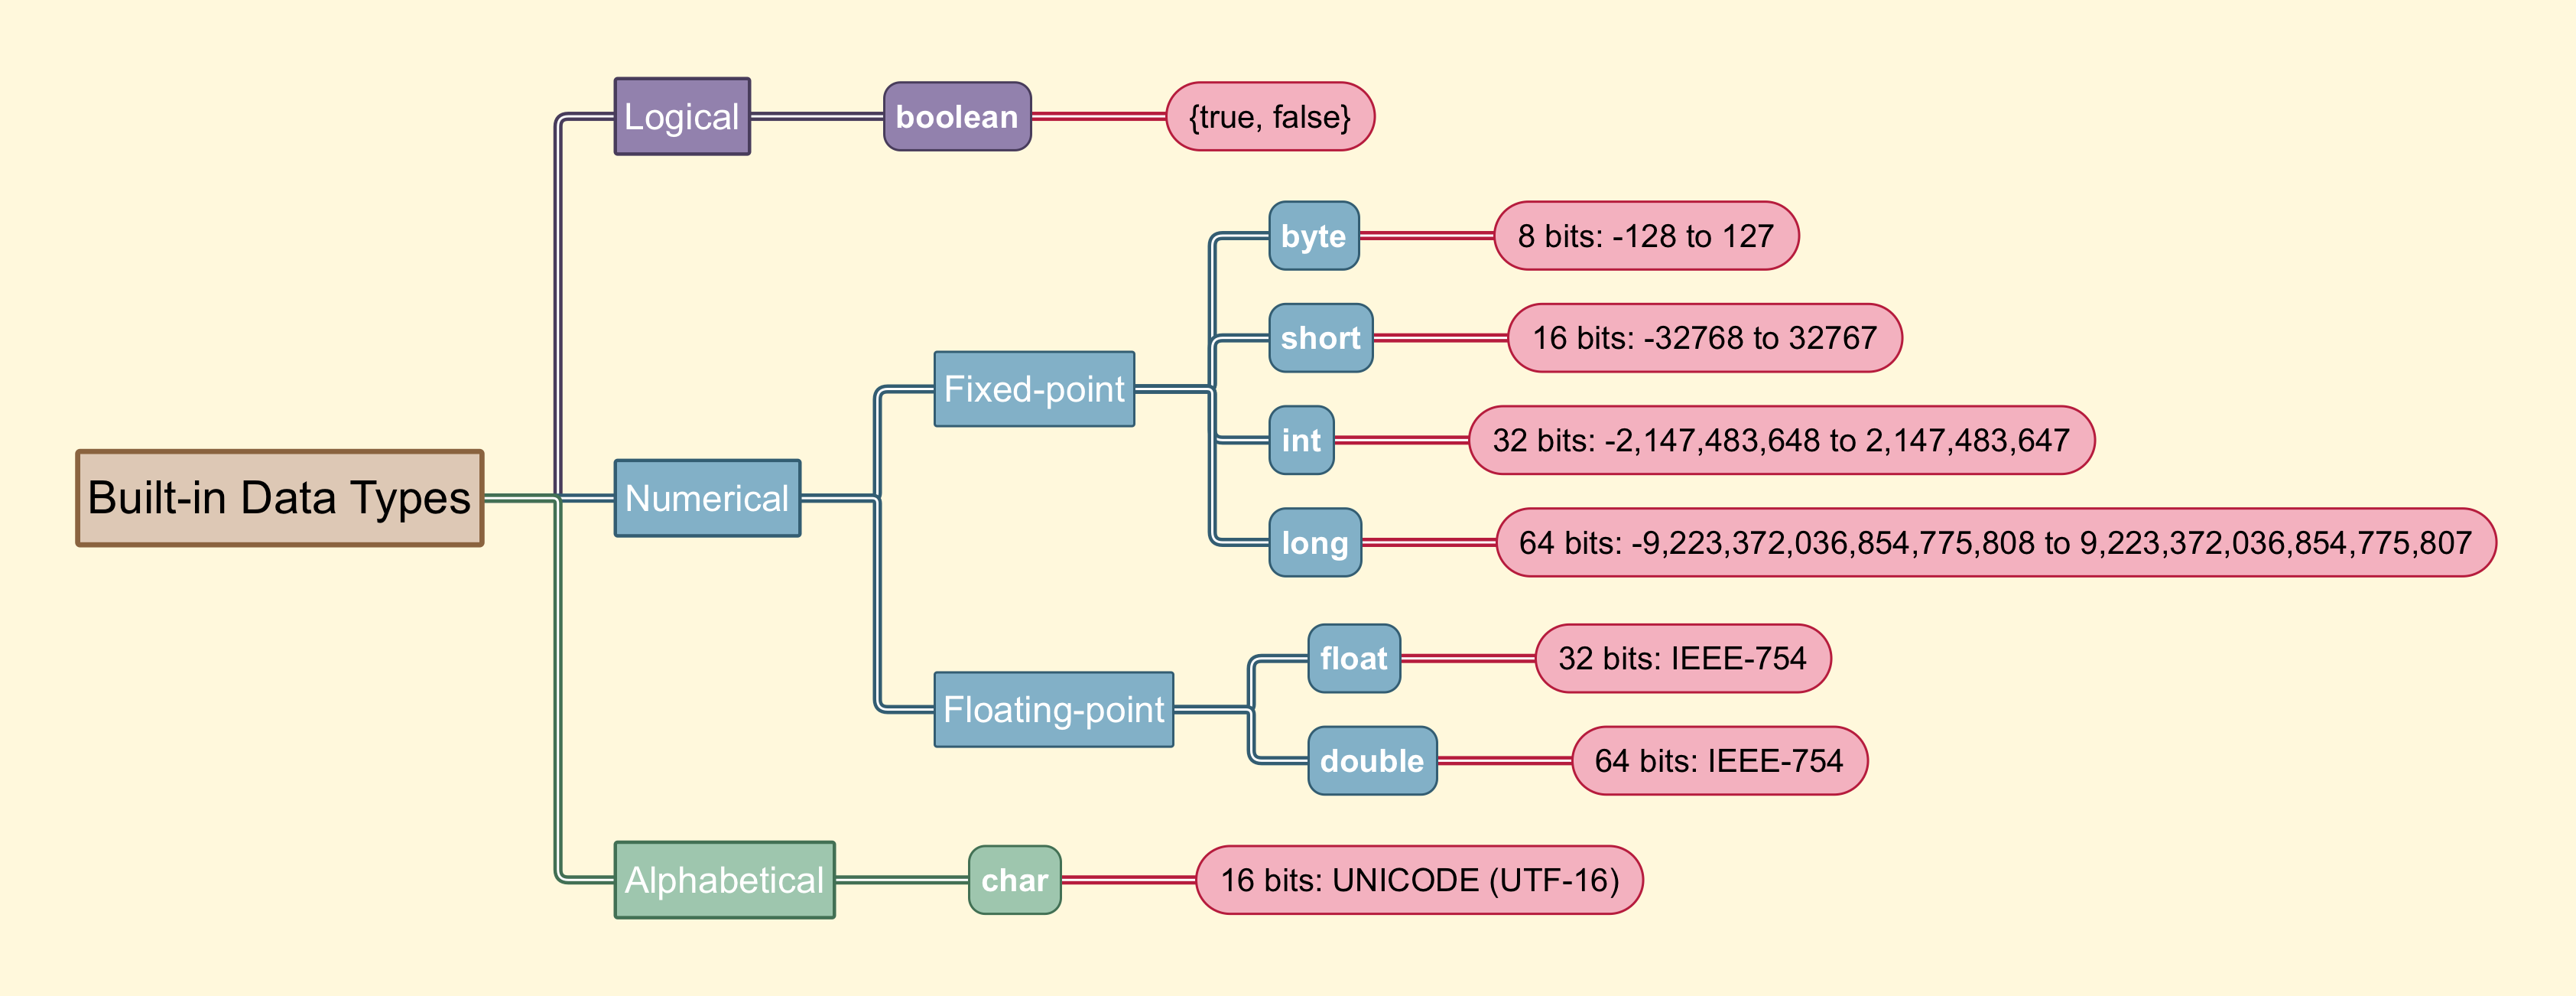 Built-in Data Types
Logical
boolean
{true, false}
Numerical
Fixed-point
byte
8 bits: -128 to 127
short
16 bits: -32768 to 32767
int
32 bits: -2,147,483,648 to 2,147,483,647
long
64 bits: -9,223,372,036,854,775,808 to 9,223,372,036,854,775,807
Floating-point
float
32 bits: IEEE-754
double
64 bits: IEEE-754
Alphabetical
char
16 bits: UNICODE (UTF-16)